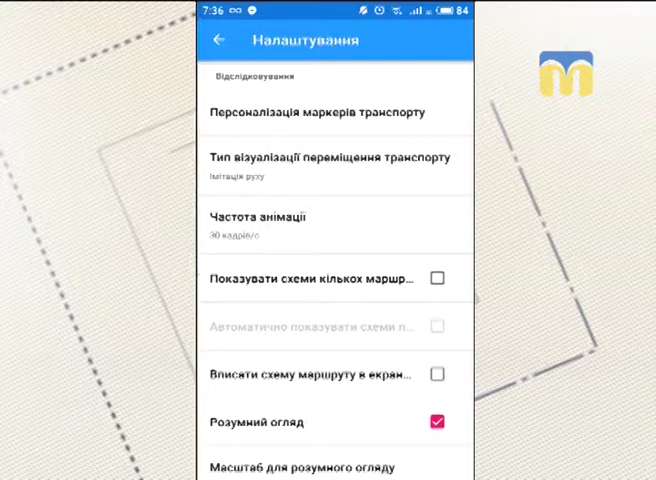 7:36
84
Налаштування
Відслідковування
Персоналізація маркерів транспорту
Тип візуалізації переміщення транспорту
Імітація руху
Частота анімації
30 кадрів/с
Показувати схеми кількох маршр...
Автоматично показувати схеми п...
Вписати схему маршруту в екран...
Розумний огляд
Масштаб для розумного огляду